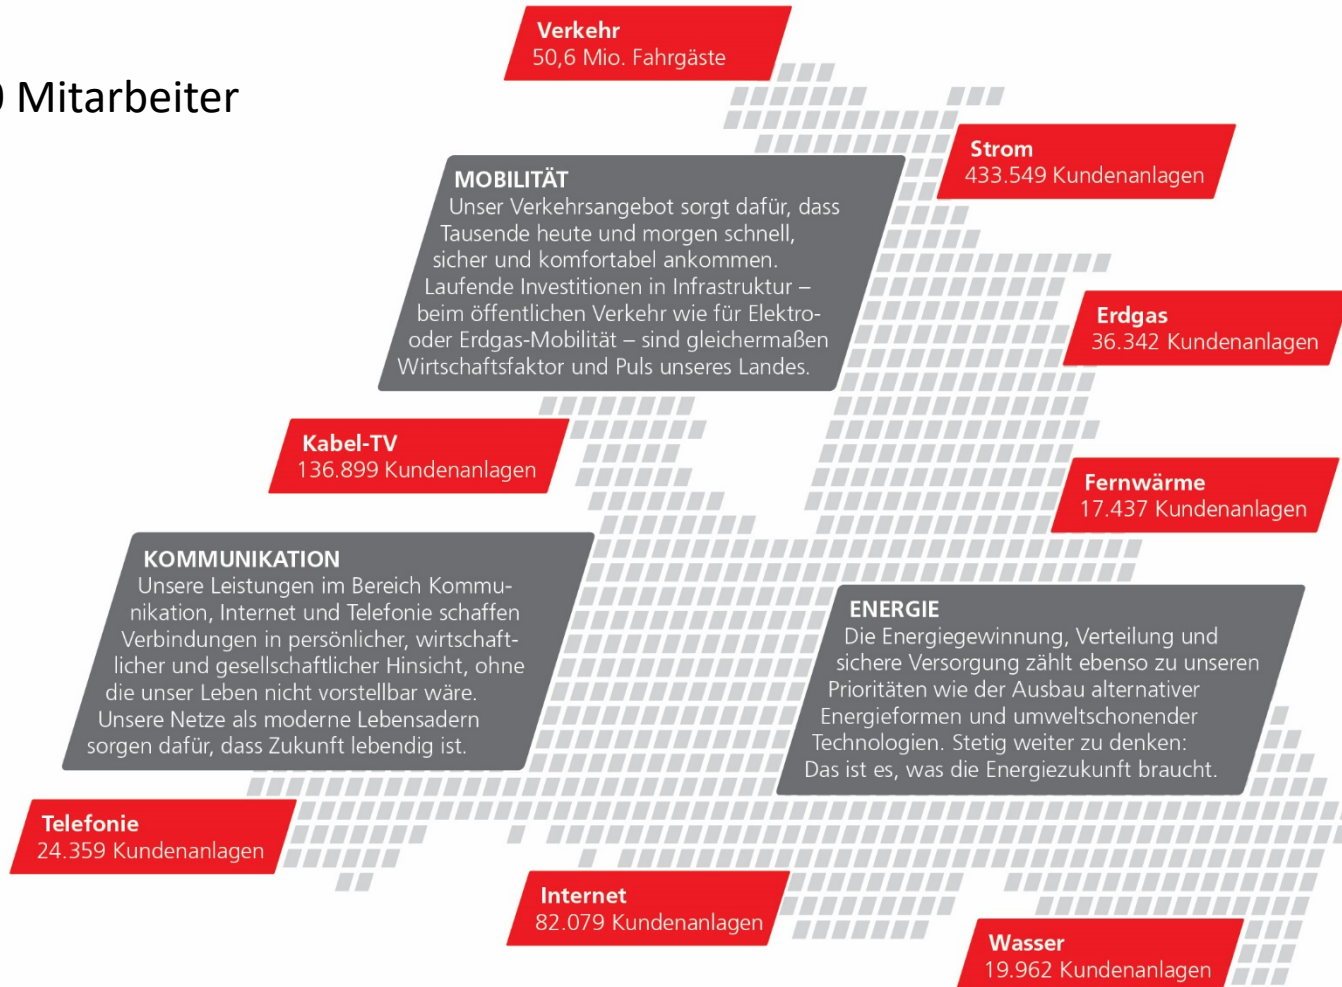 Mitarbeiter
Verkehr
50,6 Mio. Fahrgäste
Strom
433.549 Kundenanlagen
MOBILITÄT
Unser Verkehrsangebot sorgt dafür, dass
Tausende heute und morgen schnell,
sicher und komfortabel ankommen.
Laufende Investitionen in Infrastruktur –
beim öffentlichen Verkehr wie für Elektro-
oder Erdgas-Mobilität – sind gleichermaßen
Wirtschaftsfaktor und Puls unseres Landes.
Erdgas
36.342 Kundenanlagen
Kabel-TV
136.899 Kundenanlagen
Fernwärme
17.437 Kundenanlagen
KOMMUNIKATION
Unsere Leistungen im Bereich Kommu-
nikation, Internet und Telefonie schaffen
Verbindungen in persönlicher, wirtschaft-
licher und gesellschaftlicher Hinsicht, ohne
die unser Leben nicht vorstellbar wäre.
Unsere Netze als moderne Lebensadern
sorgen dafür, dass Zukunft lebendig ist.
ENERGIE
Die Energiegewinnung, Verteilung und
sichere Versorgung zählt ebenso zu unseren
Prioritäten wie der Ausbau alternativer
Energieformen und umweltschonender
Technologien. Stetig weiter zu denken:
Das ist es, was die Energiezukunft braucht.
Telefonie
24.359 Kundenanlagen
Internet
82.079 Kundenanlagen
Wasser
19.962 Kundenanlagen